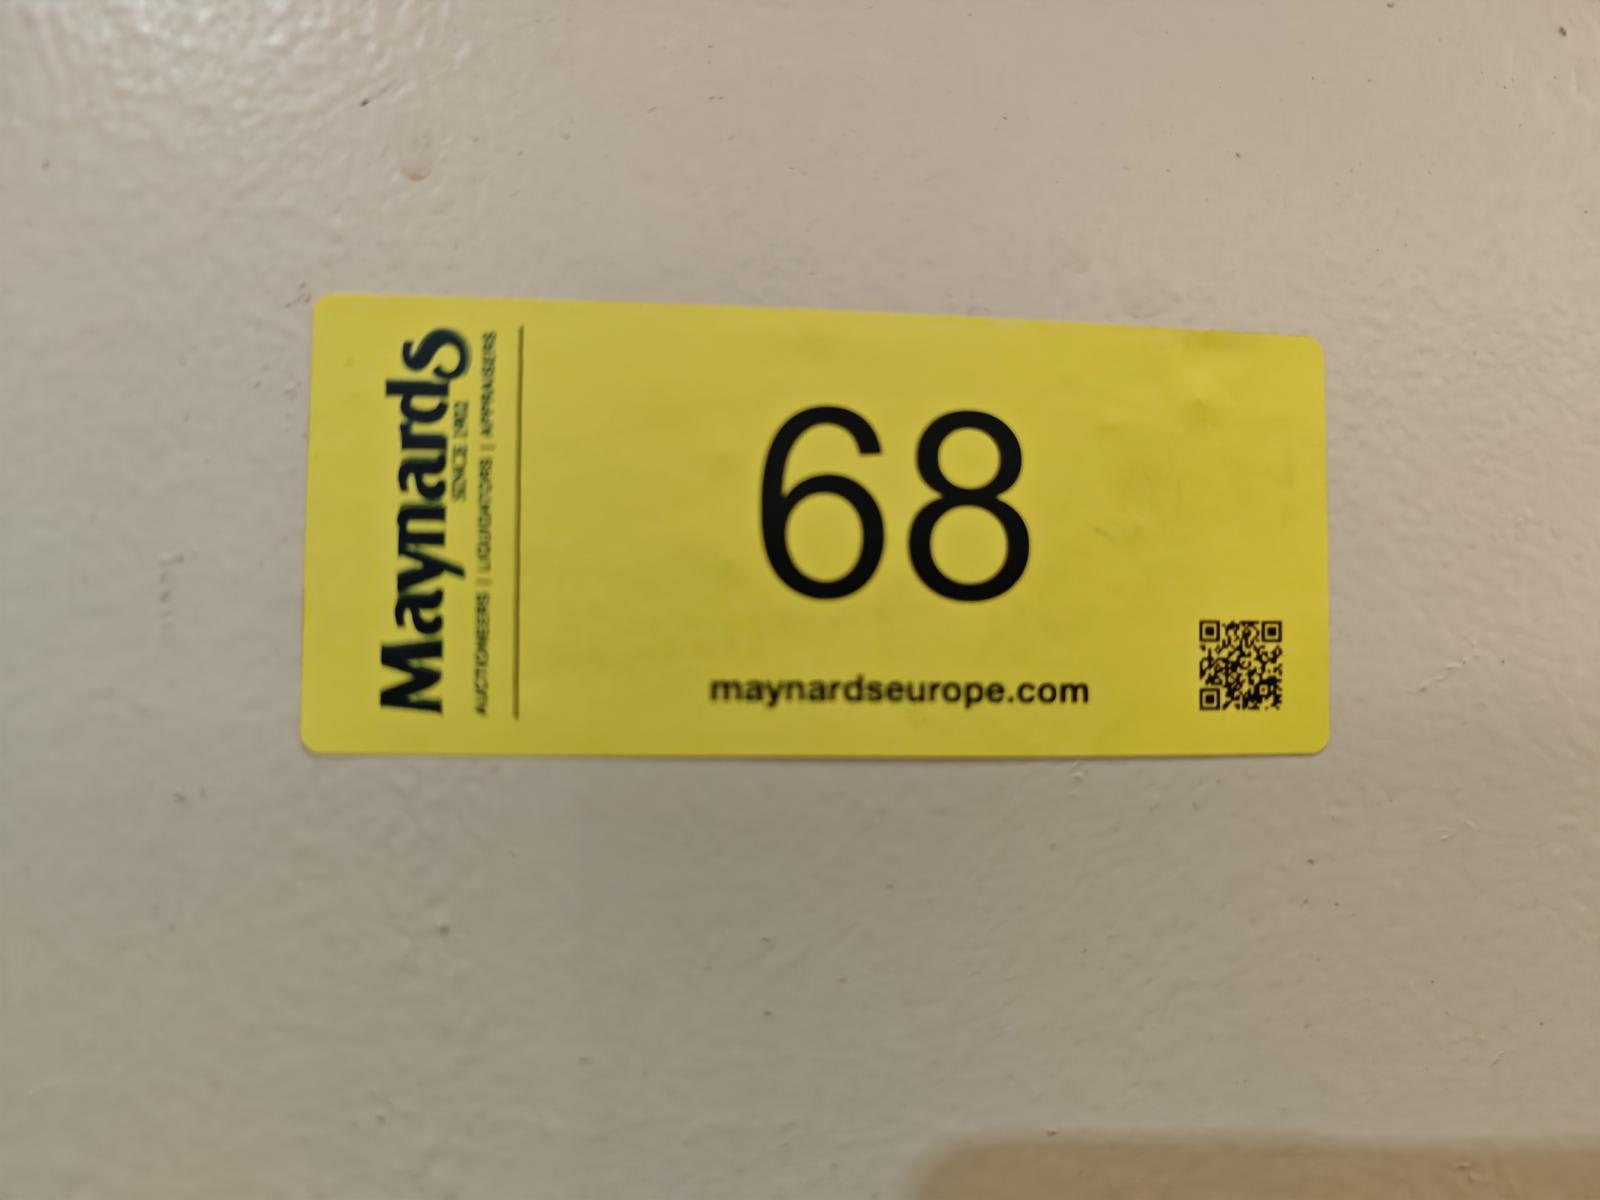 Maynards
SINCE 1902
AUCTIONEERS | LIQUIDATORS | APPRAISERS
68
maynardseurope.com